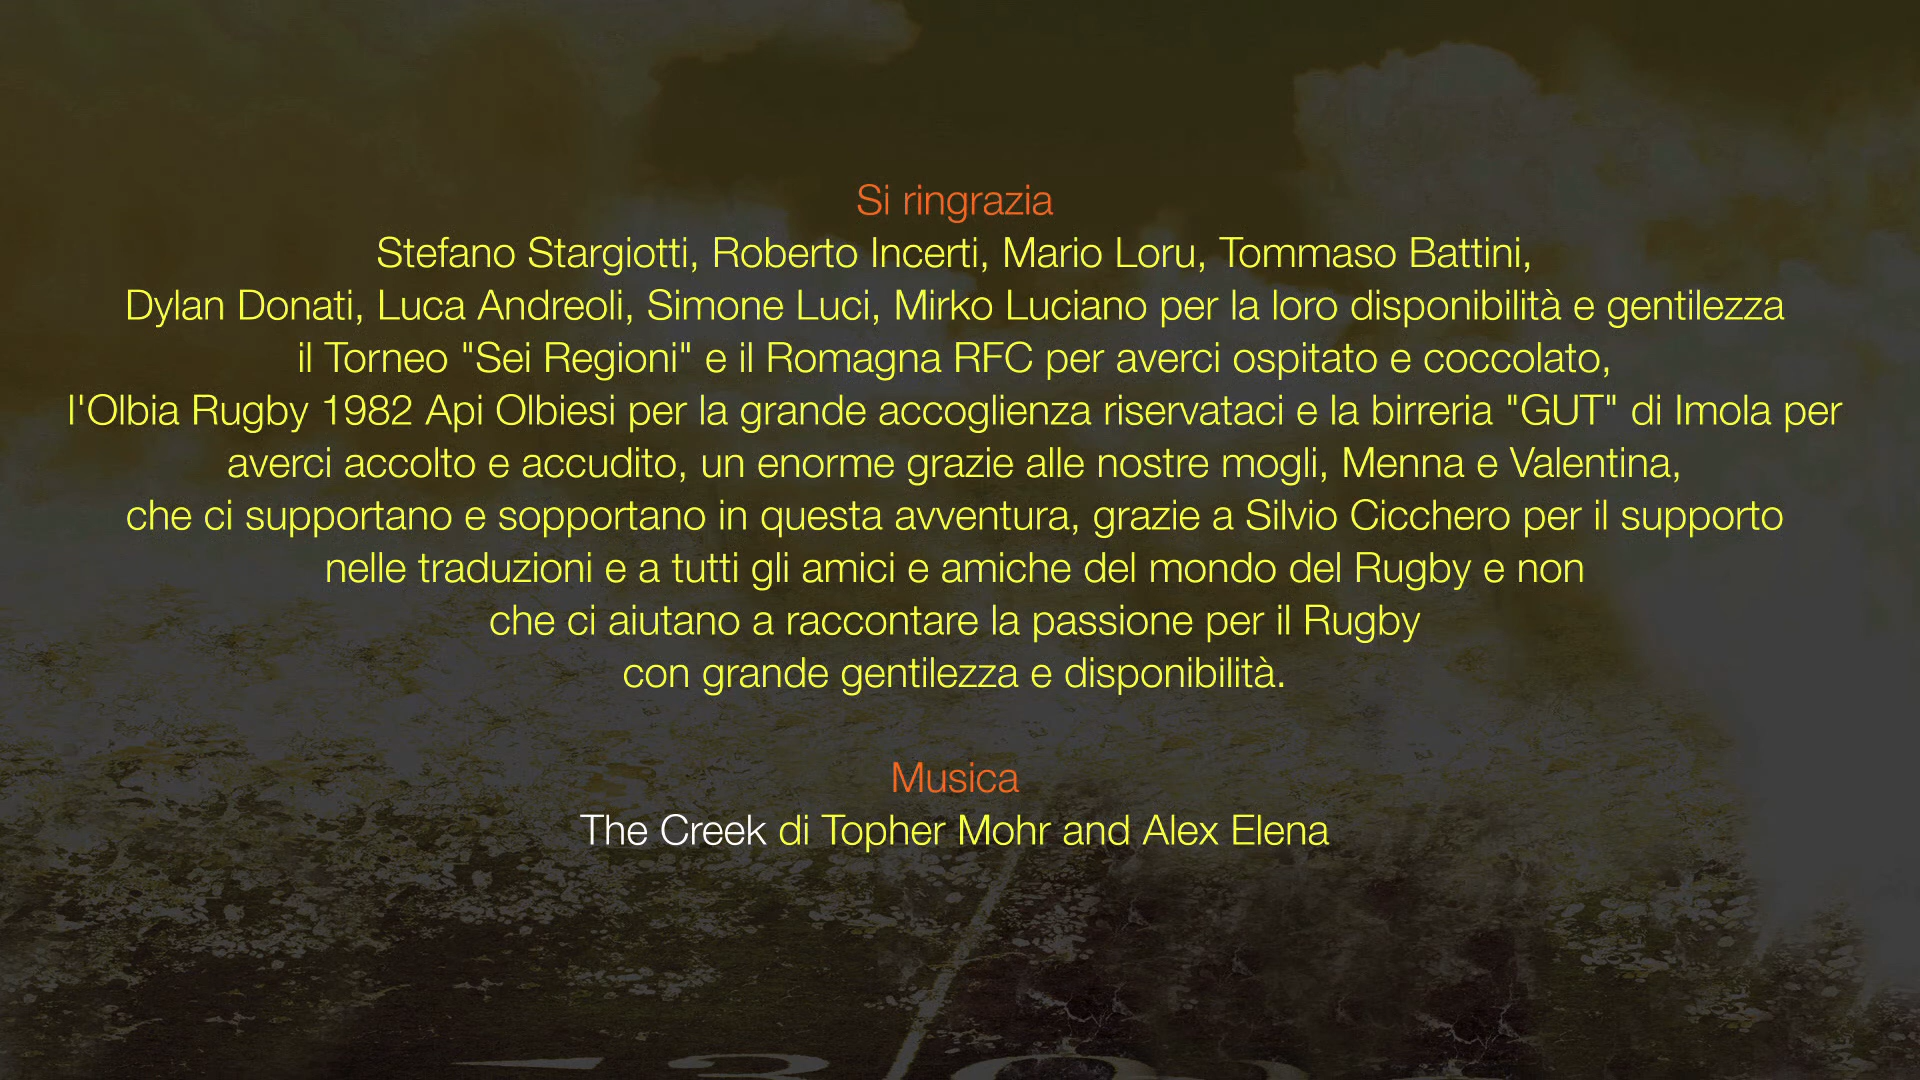 Si ringrazia
Stefano Stargiotti, Roberto Incerti, Mario Loru, Tommaso Battini,
Dylan Donati, Luca Andreoli, Simone Luci, Mirko Luciano per la loro disponibilità e gentilezza
il Torneo "Sei Regioni" e il Romagna RFC per averci ospitato e coccolato,
l'Olbia Rugby 1982 Api Olbiesi per la grande accoglienza riservataci e la birreria "GUT" di Imola per
averci accolto e accudito, un enorme grazie alle nostre mogli, Menna e Valentina,
che ci supportano e sopportano in questa avventura, grazie a Silvio Cicchero per il supporto
nelle traduzioni e a tutti gli amici e amiche del mondo del Rugby e non
che ci aiutano a raccontare la passione per il Rugby
con grande gentilezza e disponibilità.
Musica
The Creek di Topher Mohr and Alex Elena